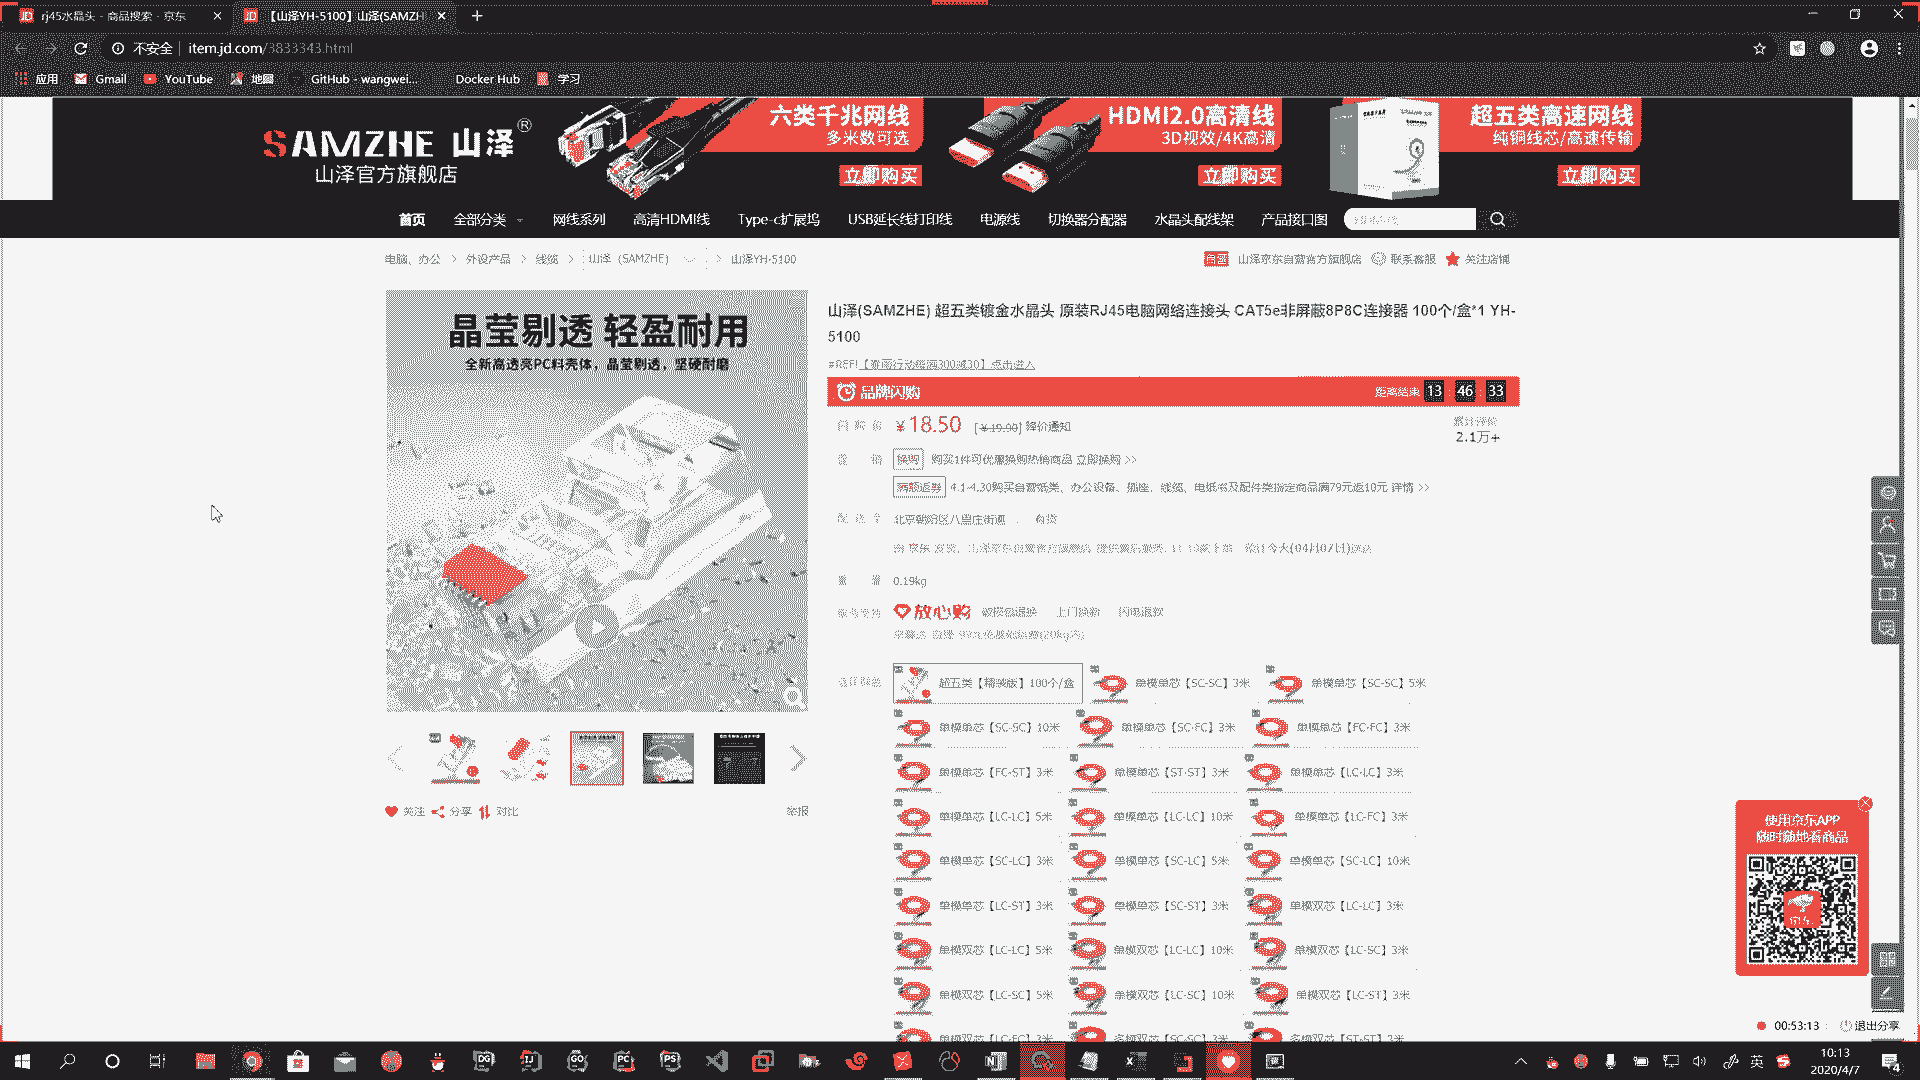 rj45水晶头 - 商品搜索 - 京东
【山泽YH-5100】山泽(SAMZH
不安全 | item.jd.com/3833343.html
应用 Gmail YouTube 地图 GitHub - wangwei... Docker Hub 学习
SAMZHE 山泽®
山泽官方旗舰店
六类千兆网线
多米数可选
立即购买
HDMI2.0高清线
3D视效/4K高清
立即购买
超五类高速网线
纯铜线芯/高速传输
立即购买
首页 全部分类 网线系列 高清HDMI线 Type-c扩展坞 USB延长线打印线 电源线 切换器分配器 水晶头配线架 产品接口图
电脑、办公 > 外设产品 > 线缆 > 山泽（SAMZHE） > 山泽YH-5100
自营 山泽京东自营官方旗舰店 联系客服 关注店铺
晶莹剔透 轻盈耐用
全新高透亮PC料壳体，晶莹剔透，坚硬耐磨
山泽(SAMZHE) 超五类镀金水晶头 原装RJ45电脑网络连接头 CAT5e非屏蔽8P8C连接器 100个/盒*1 YH-
5100
品牌闪购
距离结束 13 : 46 : 33
闪购价 ￥18.50 [￥19.90] 降价通知
累计评价
2.1万+
促销 换购 购买1件可优惠换购热销商品 立即换购 >>
满额返券 4.1-4.30购买自营纸类、办公设备、插座、线缆、电纸书及配件类指定商品满79元返10元 详情 >>
配送至 北京朝阳区八里庄街道 有货
重量 0.19kg
放心购 破损包退换 上门换新 闪电退款
超五类【精装版】100个/盒 单模单芯【SC-SC】3米 单模单芯【SC-SC】5米
单模单芯【SC-SC】10米 单模单芯【SC-FC】3米 单模单芯【FC-FC】3米
单模单芯【FC-ST】3米 单模单芯【ST-ST】3米 单模单芯【LC-LC】3米
单模单芯【LC-LC】5米 单模单芯【LC-LC】10米 单模单芯【LC-FC】3米
单模单芯【SC-LC】3米 单模单芯【SC-LC】5米 单模单芯【SC-LC】10米
单模单芯【LC-ST】3米 单模单芯【SC-ST】3米 单模双芯【LC-LC】3米
单模双芯【LC-LC】5米 单模双芯【LC-LC】10米 单模双芯【LC-SC】3米
单模双芯【LC-SC】5米 单模双芯【LC-SC】10米 单模双芯【LC-ST】3米
关注 分享 对比 举报
使用京东APP
随时随地看商品
00:53:13 退出分享
英
10:13
2020/4/7